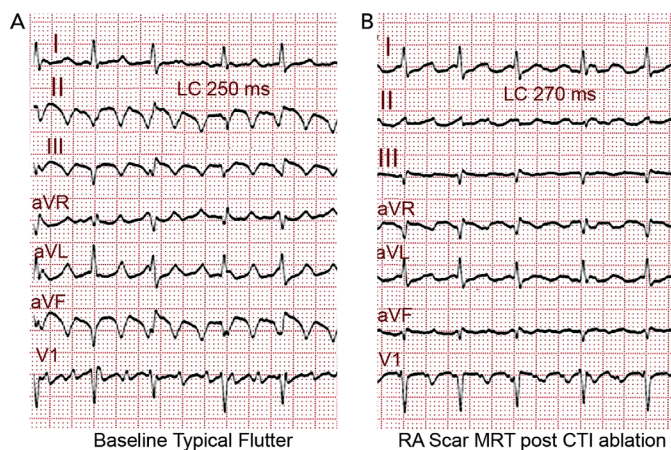 A
I
LC 250 ms
II
III
aVR
aVL
aVF
V1
Baseline Typical Flutter
B
I
LC 270 ms
II
III
aVR
aVL
aVF
V1
RA Scar MRT post CTI ablation